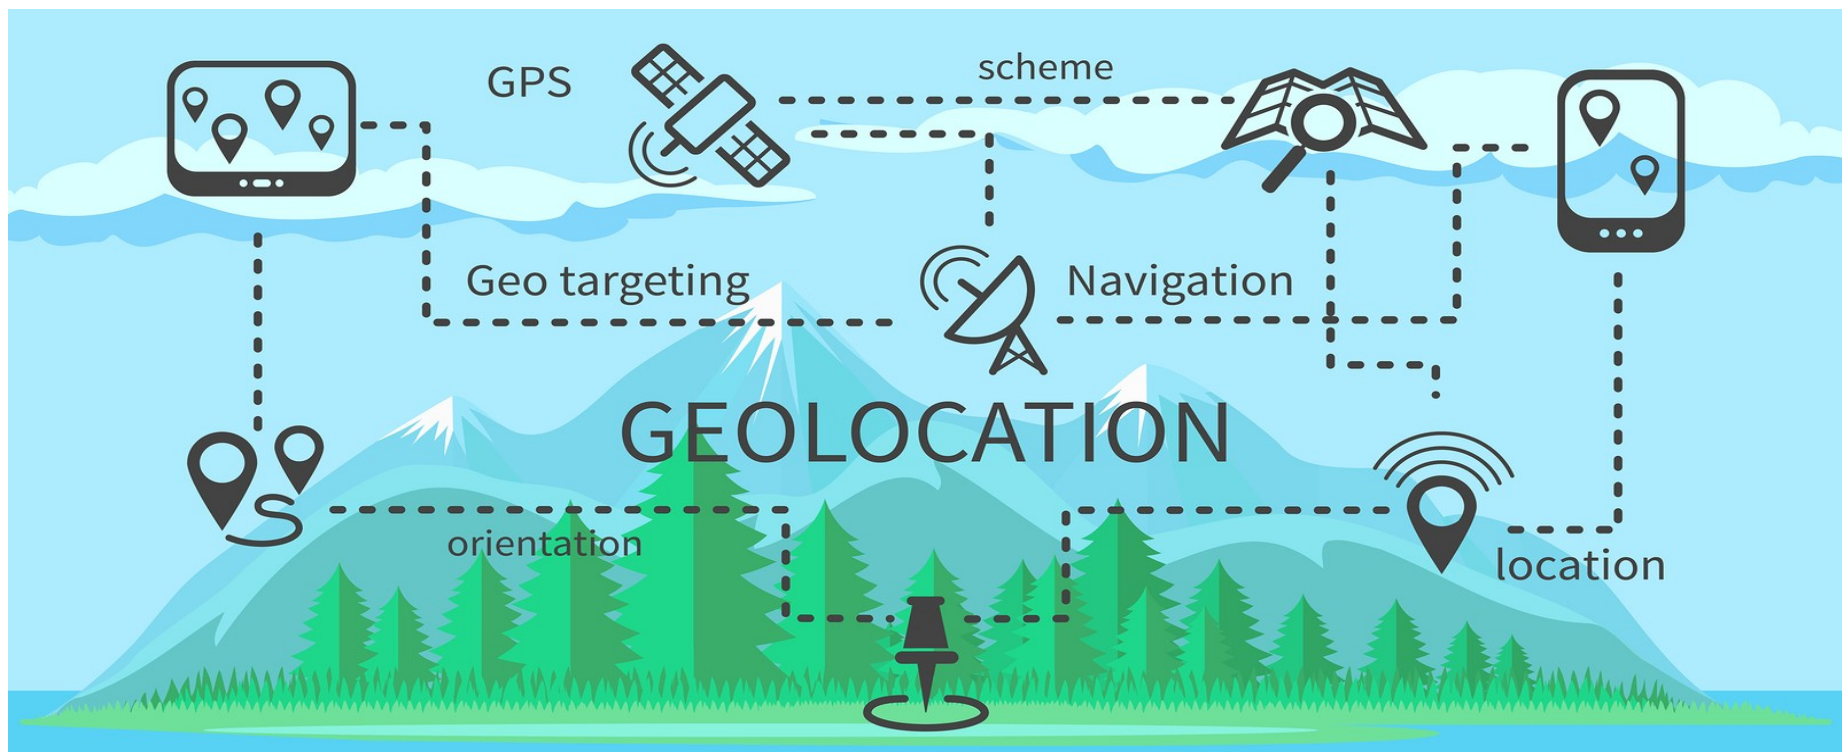 GPS
scheme
Geo targeting
Navigation
GEOLOCATION
orientation
location